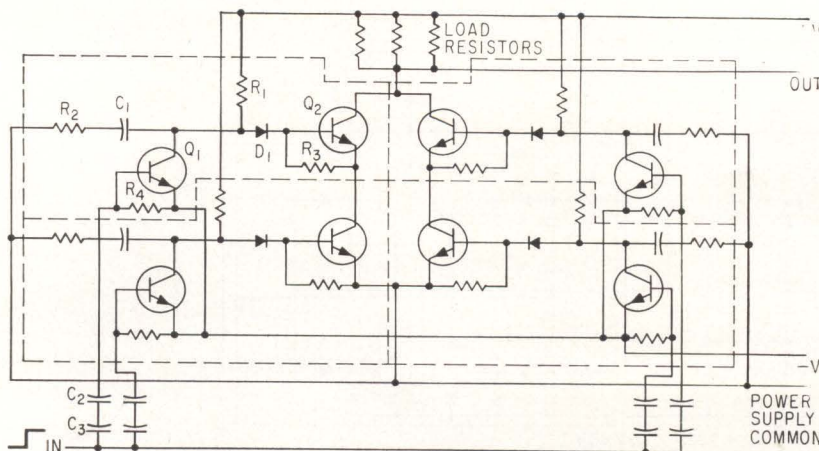 LOAD
RESISTORS
OUT
R1
C1
R2
Q2
Q1
D1
R3
R4
-V
C2
C3
POWER
SUPPLY
COMMON
IN